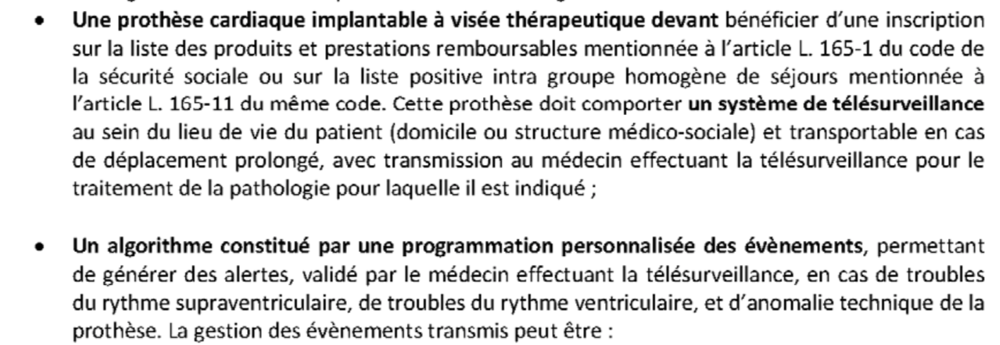 • Une prothèse cardiaque implantable à visée thérapeutique devant bénéficier d’une inscription
sur la liste des produits et prestations remboursables mentionnée à l’article L. 165-1 du code de
la sécurité sociale ou sur la liste positive intra groupe homogène de séjours mentionnée à
l’article L. 165-11 du même code. Cette prothèse doit comporter un système de télésurveillance
au sein du lieu de vie du patient (domicile ou structure médico-sociale) et transportable en cas
de déplacement prolongé, avec transmission au médecin effectuant la télésurveillance pour le
traitement de la pathologie pour laquelle il est indiqué ;
• Un algorithme constitué par une programmation personnalisée des évènements, permettant
de générer des alertes, validé par le médecin effectuant la télésurveillance, en cas de troubles
du rythme supraventriculaire, de troubles du rythme ventriculaire, et d’anomalie technique de la
prothèse. La gestion des évènements transmis peut être :